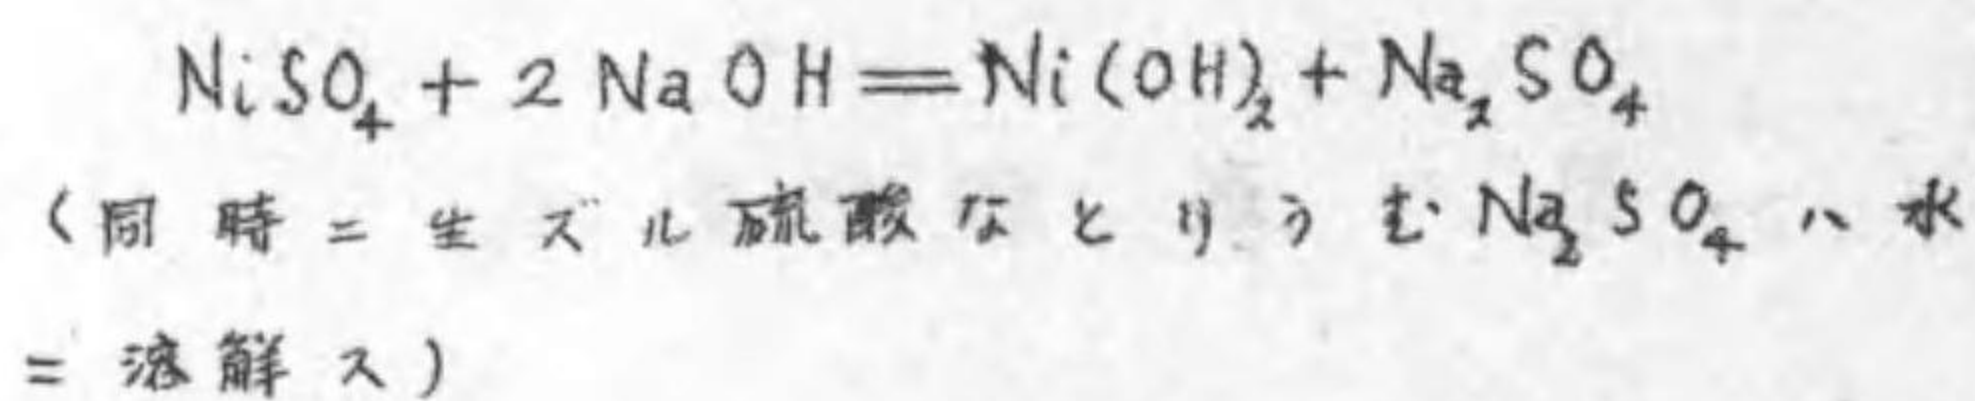 NiSO₄ + 2NaOH = Ni(OH)₂ + Na₂SO₄
(同時ニ生ズル硫酸なとりうむNa₂SO₄ハ水
ニ溶解ス)